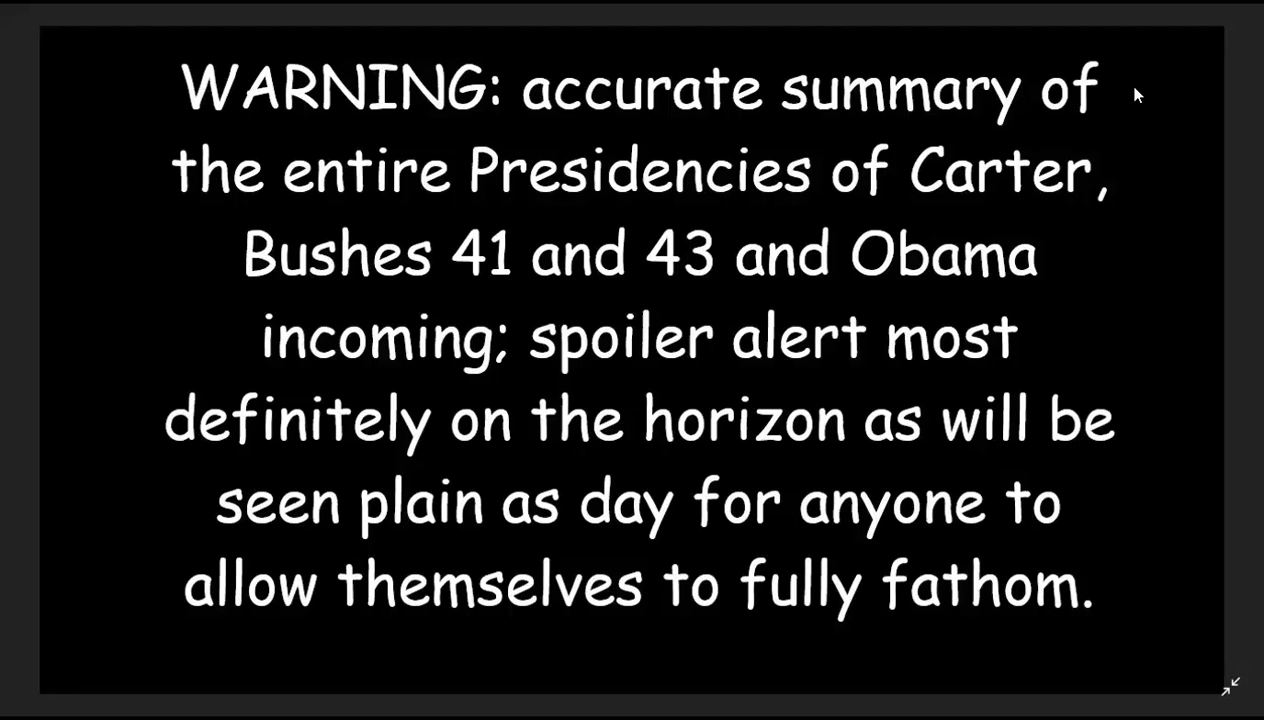 WARNING: accurate summary of
the entire Presidencies of Carter,
Bushes 41 and 43 and Obama
incoming; spoiler alert most
definitely on the horizon as will be
seen plain as day for anyone to
allow themselves to fully fathom.